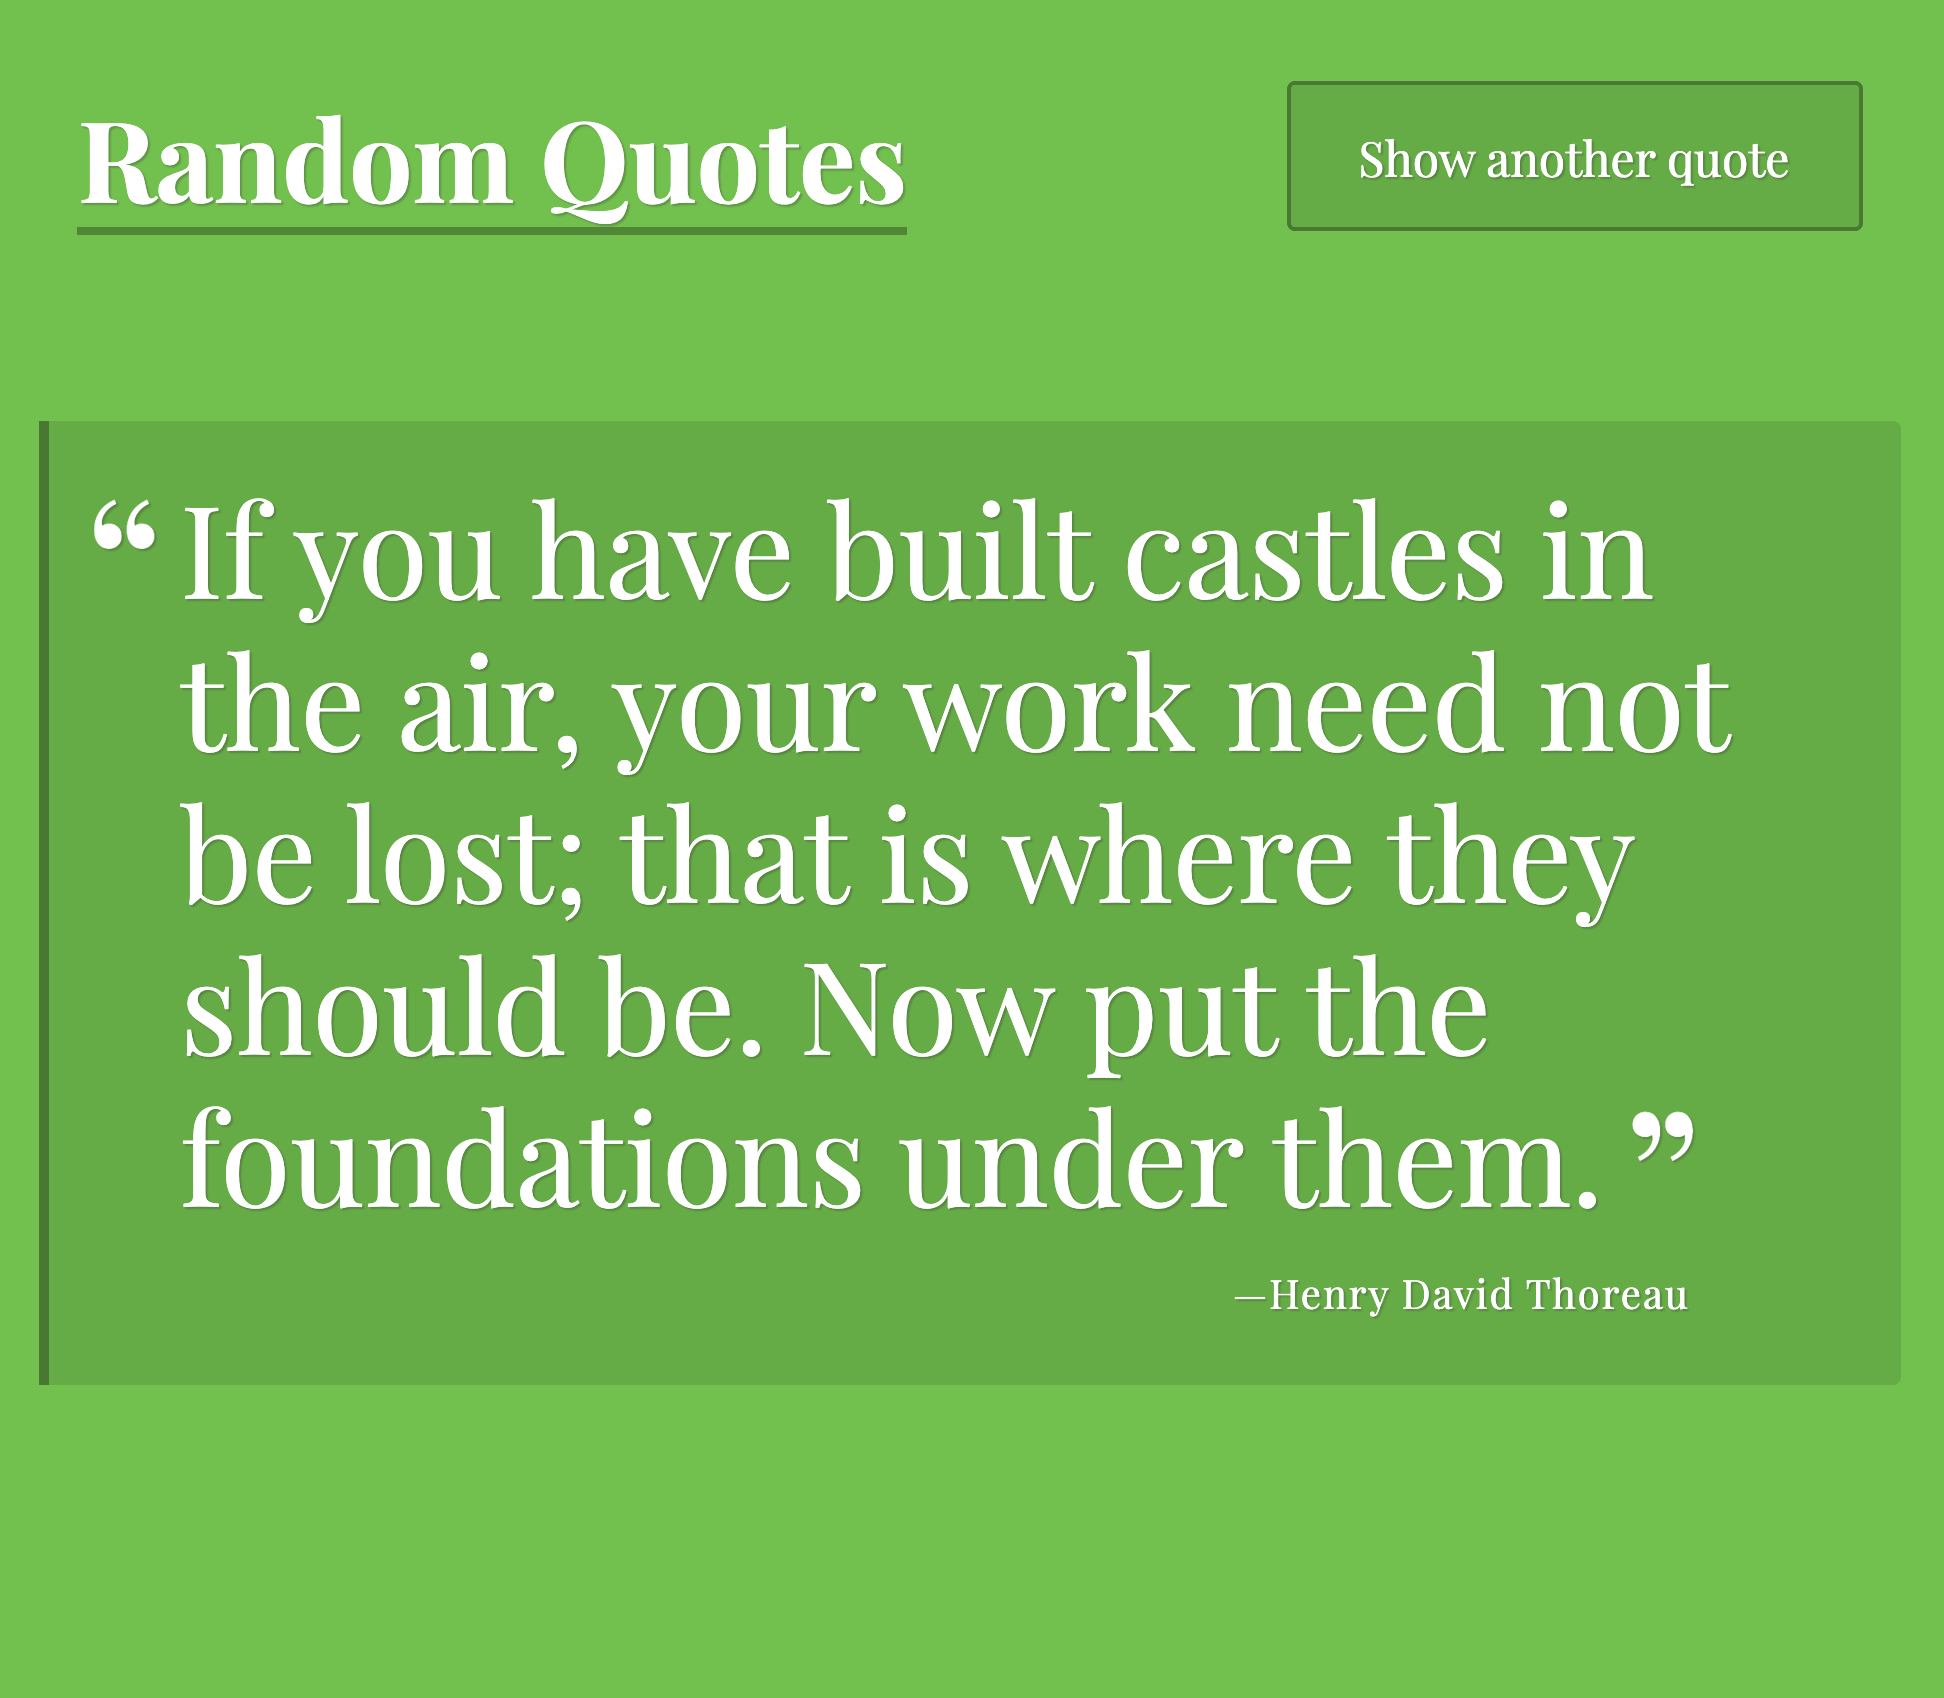 Random Quotes
Show another quote
“If you have built castles in
the air, your work need not
be lost; that is where they
should be. Now put the
foundations under them.”
—Henry David Thoreau